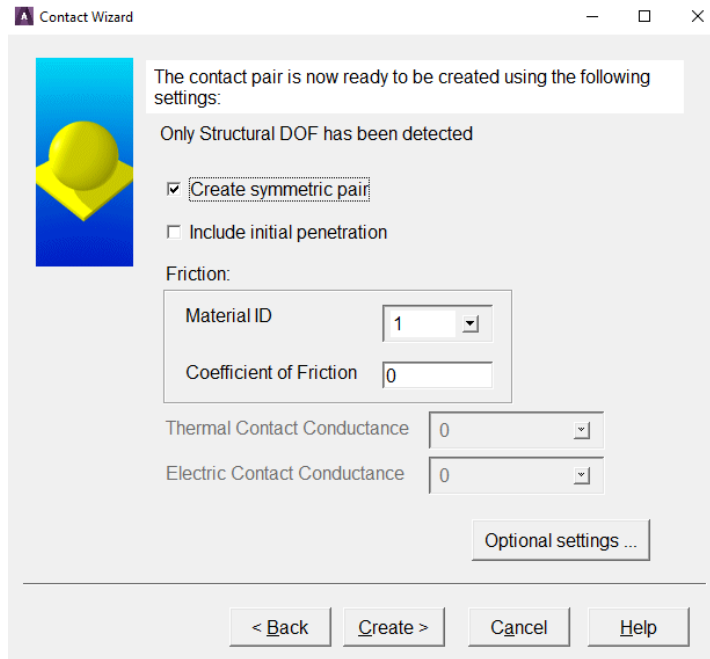 Contact Wizard
The contact pair is now ready to be created using the following
settings:
Only Structural DOF has been detected
Create symmetric pair
Include initial penetration
Friction:
Material ID
1
Coefficient of Friction
0
Thermal Contact Conductance
0
Electric Contact Conductance
0
Optional settings ...
< Back
Create >
Cancel
Help